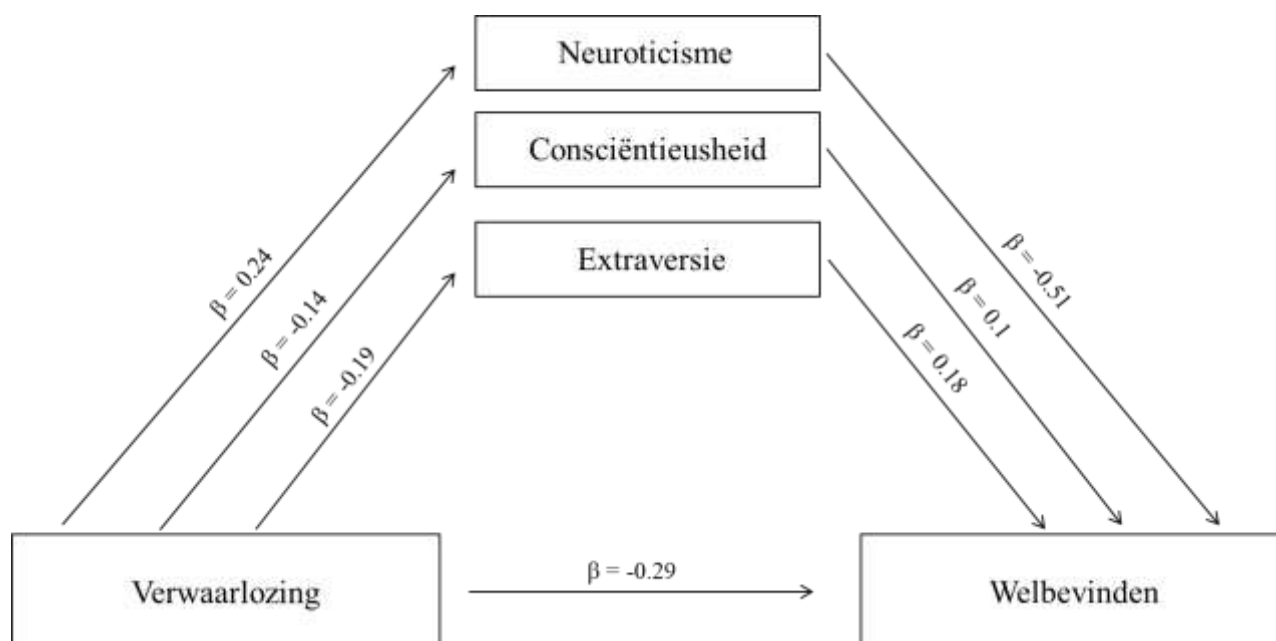 Neuroticisme
Consciëntieusheid
Extraversie
β = 0.24
β = -0.14
β = -0.19
β = -0.51
β = 0.1
β = 0.18
β = -0.29
Verwaarlozing
Welbevinden